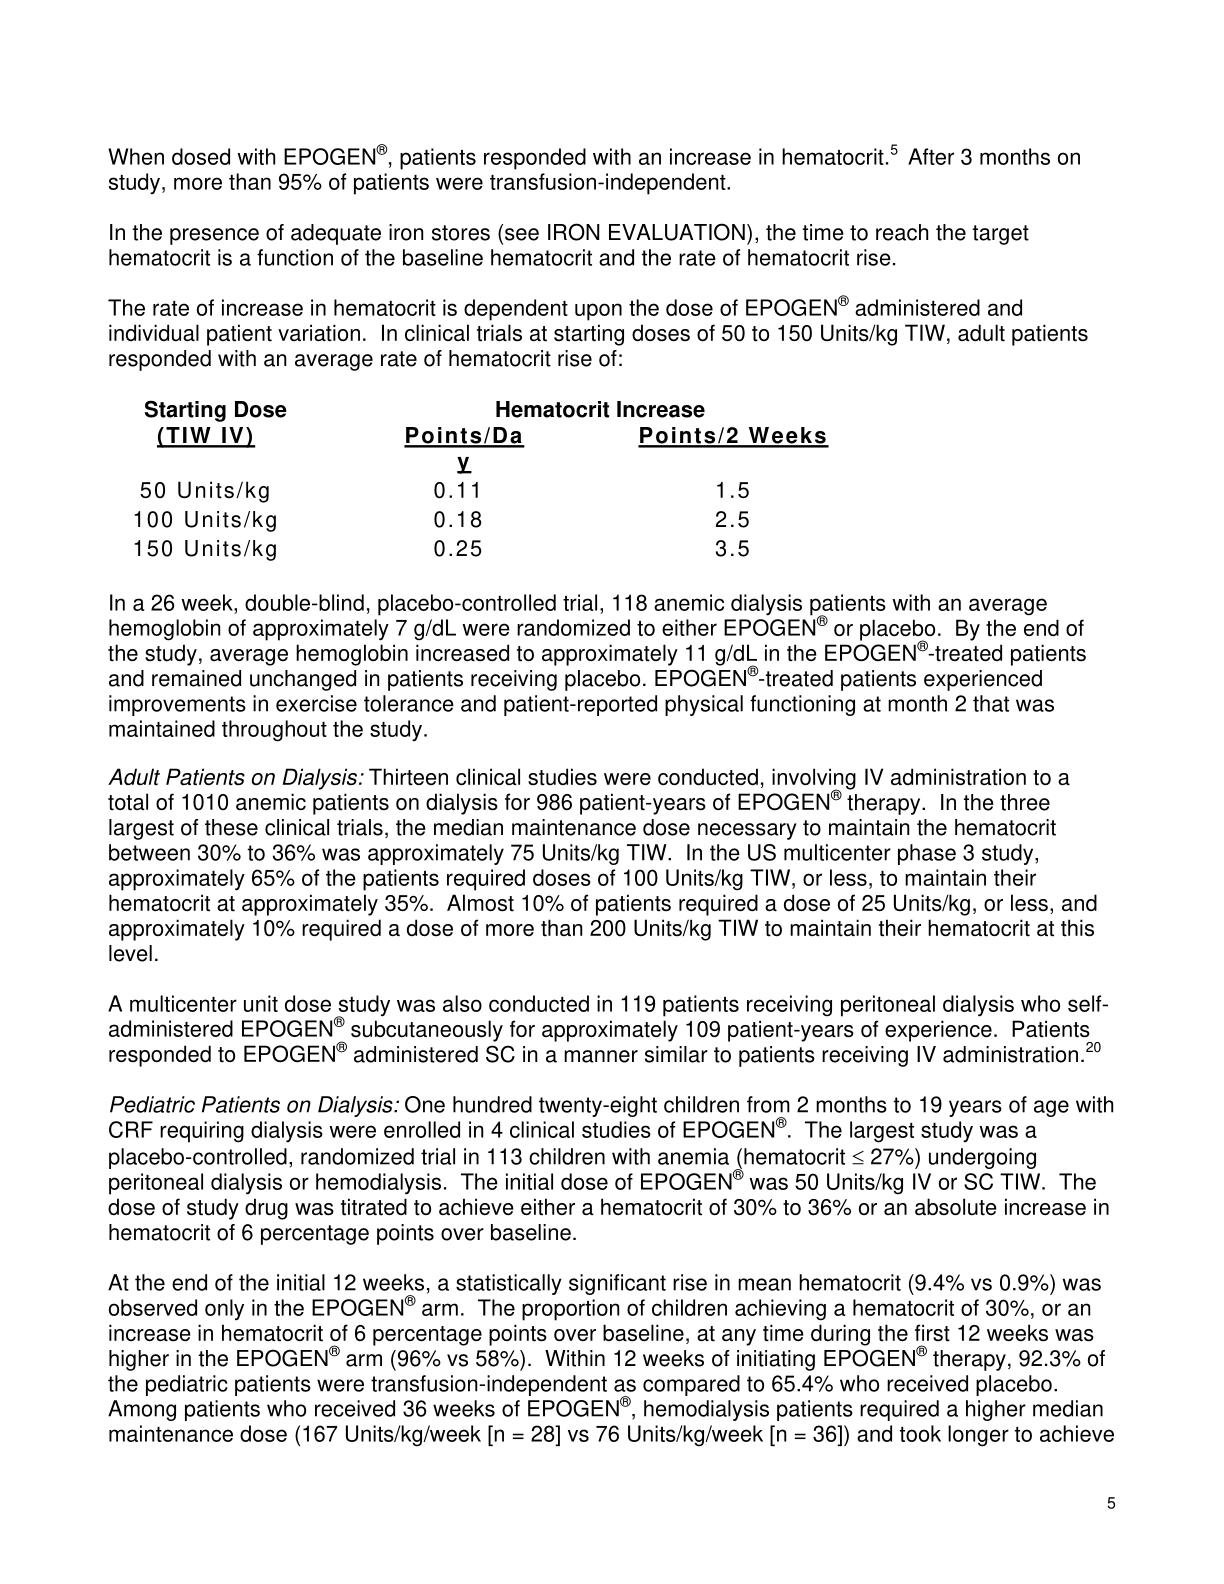 When dosed with EPOGEN®, patients responded with an increase in hematocrit.5 After 3 months on
study, more than 95% of patients were transfusion-independent.
In the presence of adequate iron stores (see IRON EVALUATION), the time to reach the target
hematocrit is a function of the baseline hematocrit and the rate of hematocrit rise.
The rate of increase in hematocrit is dependent upon the dose of EPOGEN® administered and
individual patient variation. In clinical trials at starting doses of 50 to 150 Units/kg TIW, adult patients
responded with an average rate of hematocrit rise of:
Starting Dose Hematocrit Increase
(TIW IV) Points/Da Points/2 Weeks
y
50 Units/kg 0.11 1.5
100 Units/kg 0.18 2.5
150 Units/kg 0.25 3.5
In a 26 week, double-blind, placebo-controlled trial, 118 anemic dialysis patients with an average
hemoglobin of approximately 7 g/dL were randomized to either EPOGEN® or placebo. By the end of
the study, average hemoglobin increased to approximately 11 g/dL in the EPOGEN®-treated patients
and remained unchanged in patients receiving placebo. EPOGEN®-treated patients experienced
improvements in exercise tolerance and patient-reported physical functioning at month 2 that was
maintained throughout the study.
Adult Patients on Dialysis: Thirteen clinical studies were conducted, involving IV administration to a
total of 1010 anemic patients on dialysis for 986 patient-years of EPOGEN® therapy. In the three
largest of these clinical trials, the median maintenance dose necessary to maintain the hematocrit
between 30% to 36% was approximately 75 Units/kg TIW. In the US multicenter phase 3 study,
approximately 65% of the patients required doses of 100 Units/kg TIW, or less, to maintain their
hematocrit at approximately 35%. Almost 10% of patients required a dose of 25 Units/kg, or less, and
approximately 10% required a dose of more than 200 Units/kg TIW to maintain their hematocrit at this
level.
A multicenter unit dose study was also conducted in 119 patients receiving peritoneal dialysis who self-
administered EPOGEN® subcutaneously for approximately 109 patient-years of experience. Patients
responded to EPOGEN® administered SC in a manner similar to patients receiving IV administration.20
Pediatric Patients on Dialysis: One hundred twenty-eight children from 2 months to 19 years of age with
CRF requiring dialysis were enrolled in 4 clinical studies of EPOGEN®. The largest study was a
placebo-controlled, randomized trial in 113 children with anemia (hematocrit ≤ 27%) undergoing
peritoneal dialysis or hemodialysis. The initial dose of EPOGEN® was 50 Units/kg IV or SC TIW. The
dose of study drug was titrated to achieve either a hematocrit of 30% to 36% or an absolute increase in
hematocrit of 6 percentage points over baseline.
At the end of the initial 12 weeks, a statistically significant rise in mean hematocrit (9.4% vs 0.9%) was
observed only in the EPOGEN® arm. The proportion of children achieving a hematocrit of 30%, or an
increase in hematocrit of 6 percentage points over baseline, at any time during the first 12 weeks was
higher in the EPOGEN® arm (96% vs 58%). Within 12 weeks of initiating EPOGEN® therapy, 92.3% of
the pediatric patients were transfusion-independent as compared to 65.4% who received placebo.
Among patients who received 36 weeks of EPOGEN®, hemodialysis patients required a higher median
maintenance dose (167 Units/kg/week [n = 28] vs 76 Units/kg/week [n = 36]) and took longer to achieve
5